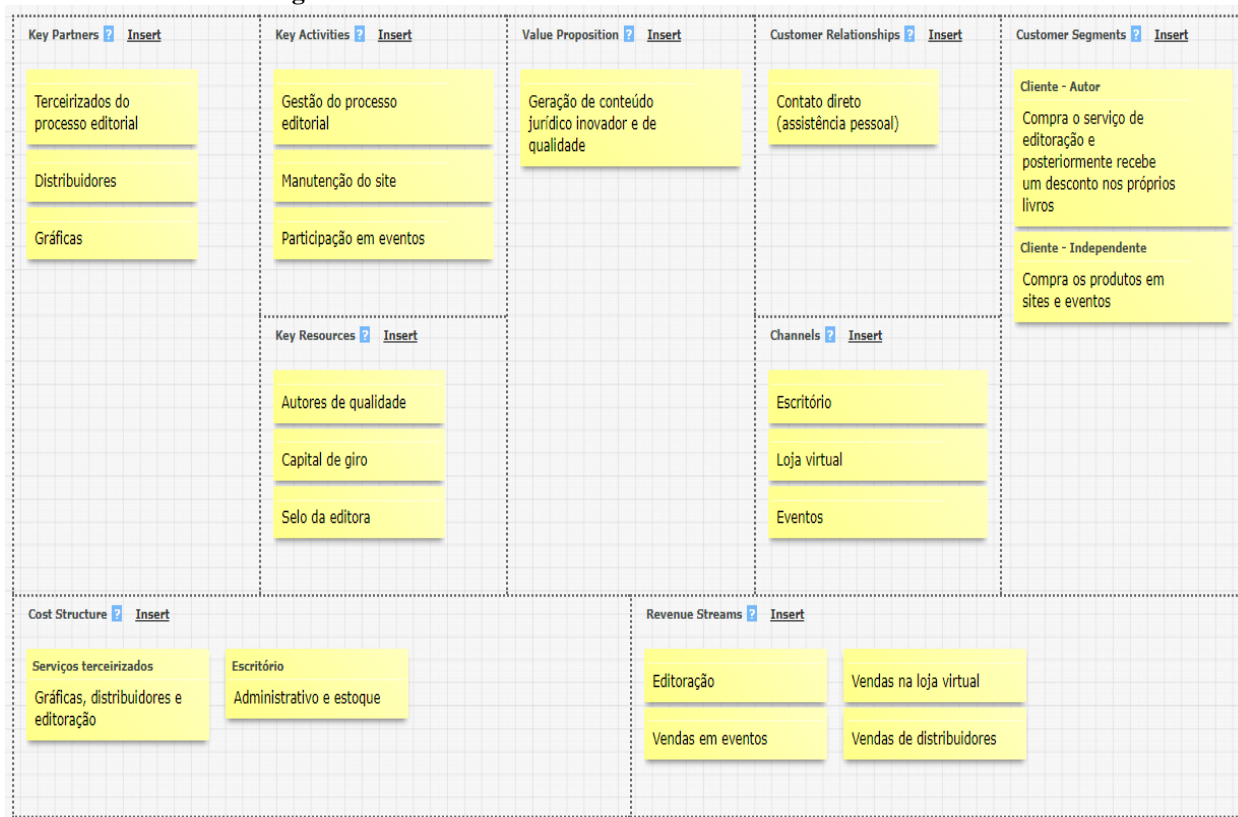 Key Partners ? Insert
Terceirizados do
processo editorial
Distribuidores
Gráficas
Key Activities ? Insert
Gestão do processo
editorial
Manutenção do site
Participação em eventos
Key Resources ? Insert
Autores de qualidade
Capital de giro
Selo da editora
Value Proposition ? Insert
Geração de conteúdo
jurídico inovador e de
qualidade
Customer Relationships ? Insert
Contato direto
(assistência pessoal)
Channels ? Insert
Escritório
Loja virtual
Eventos
Customer Segments ? Insert
Cliente - Autor
Compra o serviço de
editoração e
posteriormente recebe
um desconto nos próprios
livros
Cliente - Independente
Compra os produtos em
sites e eventos
Cost Structure ? Insert
Serviços terceirizados
Gráficas, distribuidores e
editoração
Escritório
Administrativo e estoque
Revenue Streams ? Insert
Editoração
Vendas na loja virtual
Vendas em eventos
Vendas de distribuidores